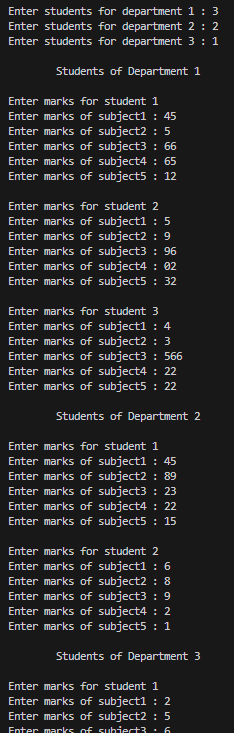 Enter students for department 1 : 3
Enter students for department 2 : 2
Enter students for department 3 : 1
Students of Department 1
Enter marks for student 1
Enter marks of subject1 : 45
Enter marks of subject2 : 5
Enter marks of subject3 : 66
Enter marks of subject4 : 65
Enter marks of subject5 : 12
Enter marks for student 2
Enter marks of subject1 : 5
Enter marks of subject2 : 9
Enter marks of subject3 : 96
Enter marks of subject4 : 02
Enter marks of subject5 : 32
Enter marks for student 3
Enter marks of subject1 : 4
Enter marks of subject2 : 3
Enter marks of subject3 : 566
Enter marks of subject4 : 22
Enter marks of subject5 : 22
Students of Department 2
Enter marks for student 1
Enter marks of subject1 : 45
Enter marks of subject2 : 89
Enter marks of subject3 : 23
Enter marks of subject4 : 22
Enter marks of subject5 : 15
Enter marks for student 2
Enter marks of subject1 : 6
Enter marks of subject2 : 8
Enter marks of subject3 : 9
Enter marks of subject4 : 2
Enter marks of subject5 : 1
Students of Department 3
Enter marks for student 1
Enter marks of subject1 : 2
Enter marks of subject2 : 5
Enter marks of subject3 : 6